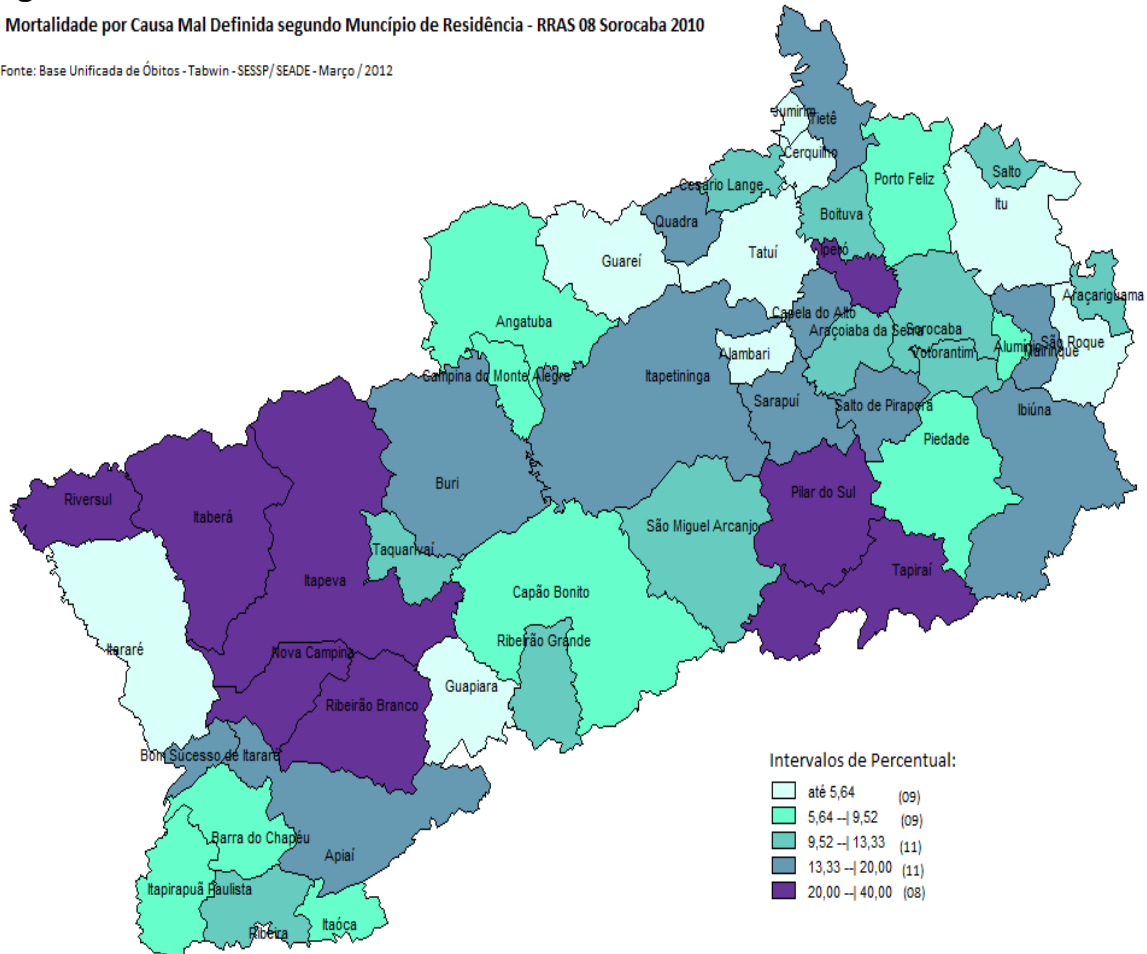 Mortalidade por Causa Mal Definida segundo Muncípio de Residência - RRAS 08 Sorocaba 2010
Fonte: Base Unificada de Óbitos - Tabwin - SESSP/ SEADE - Março / 2012
Jumirim
Tietê
Cerquilho
Cesário Lange
Porto Feliz
Salto
Itu
Quadra
Boituva
Guareí
Tatuí
Iperó
Araçariguama
Angatuba
Capela do Alto
Araçoiaba da Serra
Sorocaba
Votorantim
Alumínio
Mairinque
São Roque
Alambari
Campina do Monte Alegre
Itapetininga
Sarapuí
Salto de Pirapora
Ibiúna
Piedade
Buri
Pilar do Sul
Riversul
Itaberá
São Miguel Arcanjo
Taquarivaí
Itapeva
Capão Bonito
Tapiraí
Ribeirão Grande
Itararé
Nova Campina
Guapiara
Ribeirão Branco
Bom Sucesso de Itararé
Barra do Chapéu
Apiaí
Itapirapuã Paulista
Itaóca
Ribeira
Intervalos de Percentual:
até 5,64 (09)
5,64 --| 9,52 (09)
9,52 --| 13,33 (11)
13,33 --| 20,00 (11)
20,00 --| 40,00 (08)